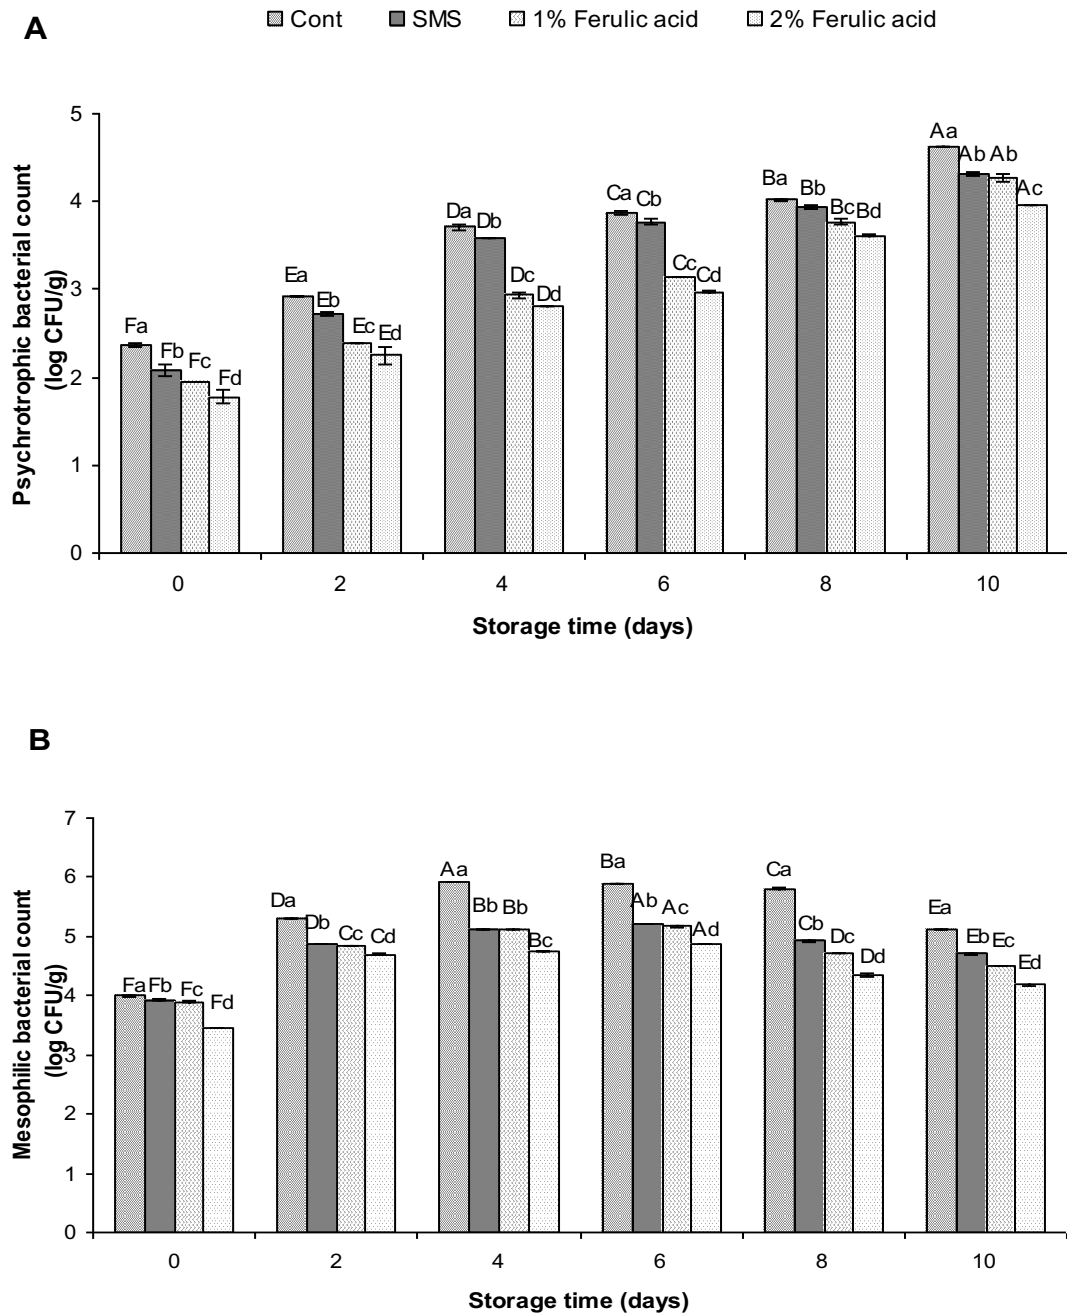 A
Cont SMS 1% Ferulic acid 2% Ferulic acid
Psychrotrophic bacterial count
(log CFU/g)
5
4
3
2
1
0
Fa Fb Fc Fd
Ea Eb Ec Ed
Da Db Dc Dd
Ca Cb Cc Cd
Ba Bb Bc Bd
Aa Ab Ab Ac
0 2 4 6 8 10
Storage time (days)
B
Mesophilic bacterial count
(log CFU/g)
7
6
5
4
3
2
1
0
Fa Fb Fc Fd
Da Db Cc Cd
Aa Bb Bb Bc
Ba Ab Ac Ad
Ca Cb Dc Dd
Ea Eb Ec Ed
0 2 4 6 8 10
Storage time (days)